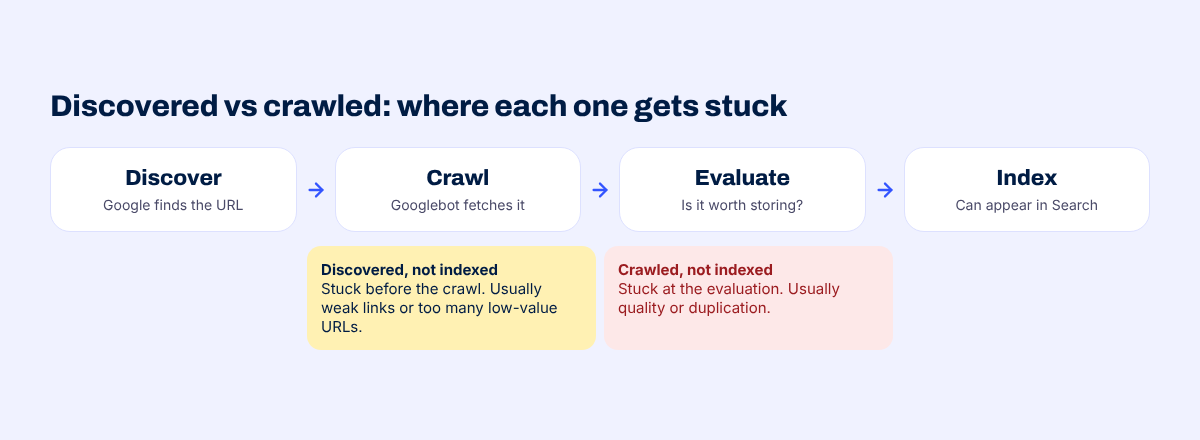 Discovered vs crawled: where each one gets stuck
Discover
Google finds the URL
Crawl
Googlebot fetches it
Evaluate
Is it worth storing?
Index
Can appear in Search
Discovered, not indexed
Stuck before the crawl. Usually
weak links or too many low-value
URLs.
Crawled, not indexed
Stuck at the evaluation. Usually
quality or duplication.